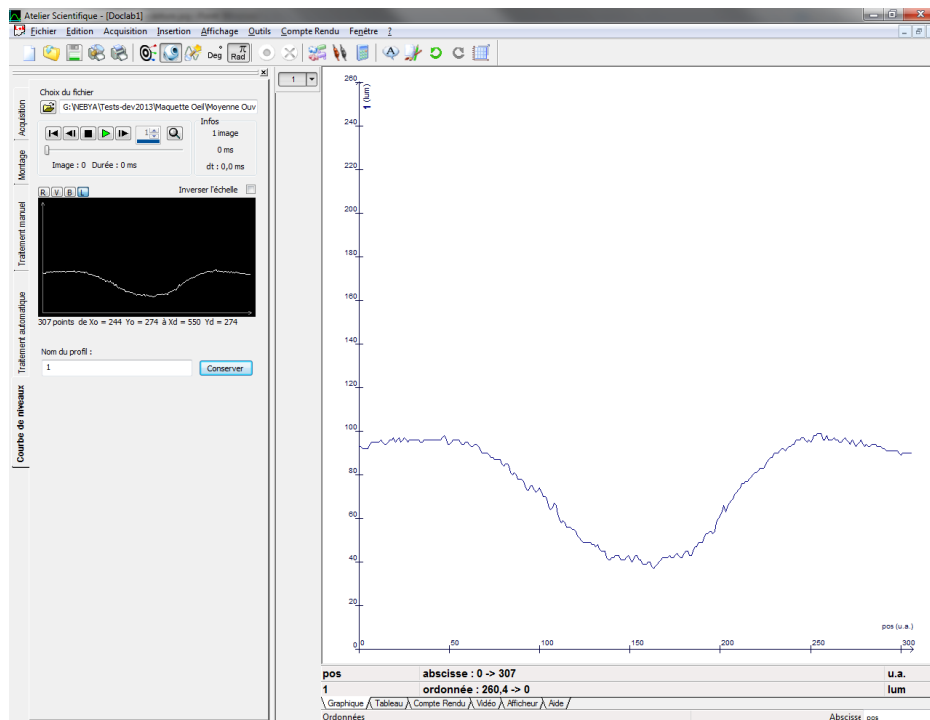 Atelier Scientifique - [Doclab1]
Fichier Edition Acquisition Insertion Affichage Outils Compte Rendu Fenêtre ?
Deg π Rad
Acquisition
Montage
Traitement manuel
Traitement automatique
Courbe de niveaux
Choix du fichier
G:\NEBYA\Tests-dev2013\Maquette Oeil\Moyenne Ouv
1
Infos
1 image
0 ms
dt : 0,0 ms
Image : 0 Durée : 0 ms
R V B L
Inverser l'échelle
307 points de Xo = 244 Yo = 274 à Xd = 550 Yd = 274
Nom du profil :
1
Conserver
1
1 (lum)
260
240
220
200
180
160
140
120
100
80
60
40
20
0
0 50 100 150 200 250 300
pos (u.a.)
pos abscisse : 0 -> 307 u.a.
1 ordonnée : 260,4 -> 0 lum
Graphique Tableau Compte Rendu Vidéo Afficheur Aide
Ordonnées Abscisse pos